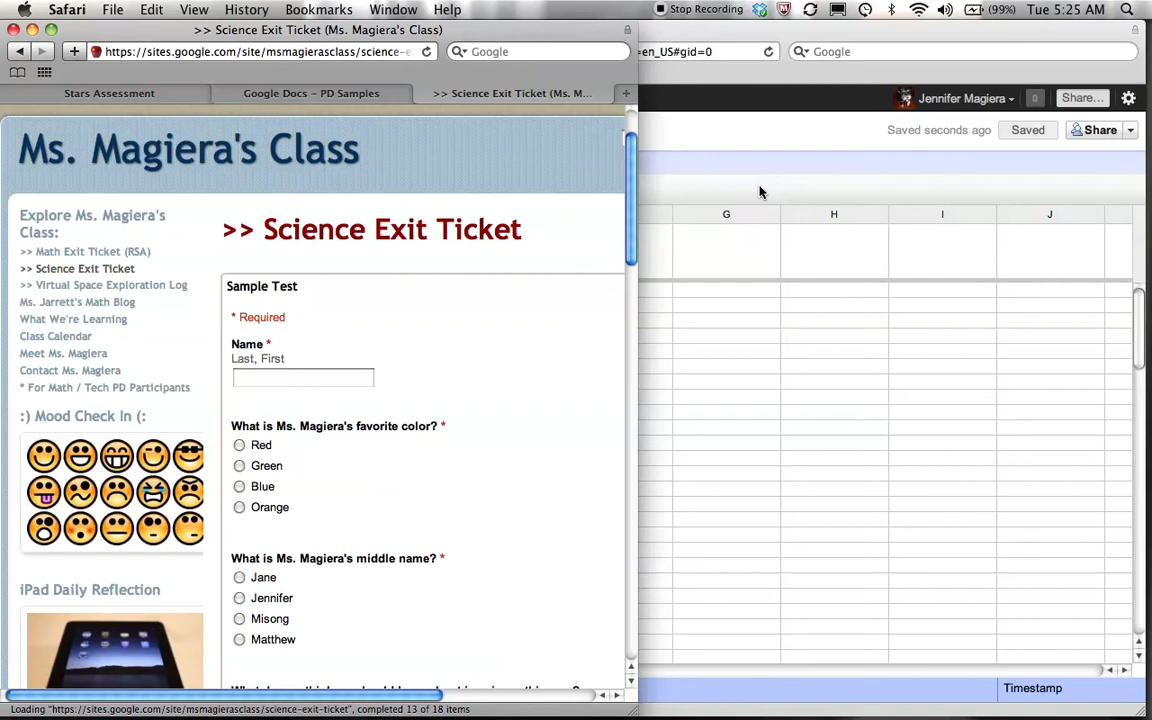 Safari File Edit View History Bookmarks Window Help Stop Recording (99%) Tue 5:25 AM
>> Science Exit Ticket (Ms. Magiera's Class)
https://sites.google.com/site/msmagierasclass/science-e Google
=en_US#gid=0 Google
Stars Assessment Google Docs – PD Samples >> Science Exit Ticket (Ms. M...
Jennifer Magiera 0 Share...
Saved seconds ago Saved Share
G H I J
Ms. Magiera's Class
Explore Ms. Magiera's
Class:
>> Math Exit Ticket (RSA)
>> Science Exit Ticket
>> Virtual Space Exploration Log
Ms. Jarrett's Math Blog
What We're Learning
Class Calendar
Meet Ms. Magiera
Contact Ms. Magiera
* For Math / Tech PD Participants
:) Mood Check In (:
iPad Daily Reflection
>> Science Exit Ticket
Sample Test
* Required
Name *
Last, First
What is Ms. Magiera's favorite color? *
Red
Green
Blue
Orange
What is Ms. Magiera's middle name? *
Jane
Jennifer
Misong
Matthew
Timestamp
Loading "https://sites.google.com/site/msmagierasclass/science-exit-ticket", completed 13 of 18 items